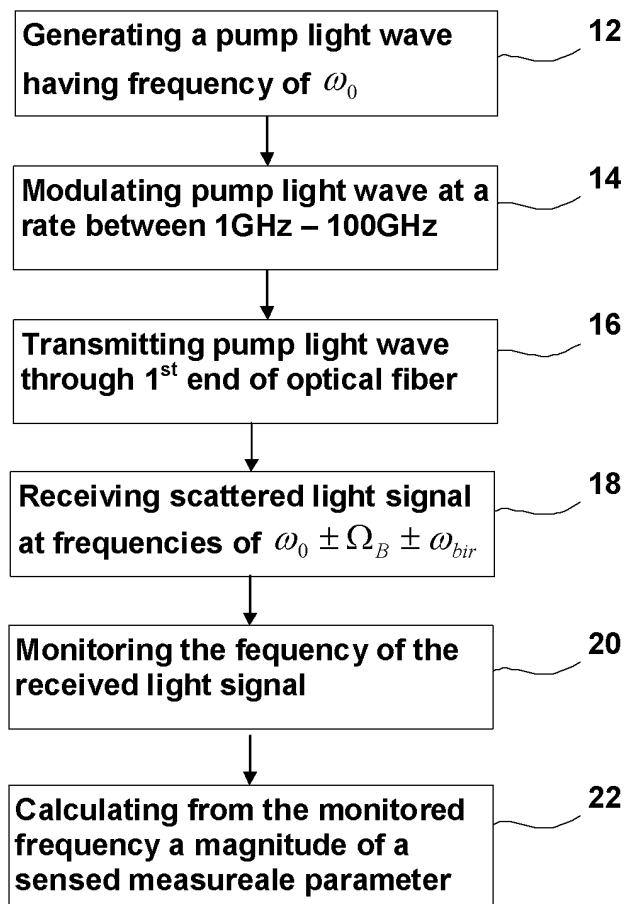 Generating a pump light wave
having frequency of ω₀
12
Modulating pump light wave at a
rate between 1GHz – 100GHz
14
Transmitting pump light wave
through 1st end of optical fiber
16
Receiving scattered light signal
at frequencies of ω₀ ± Ω_B ± ω_bir
18
Monitoring the fequency of the
received light signal
20
Calculating from the monitored
frequency a magnitude of a
sensed measureale parameter
22